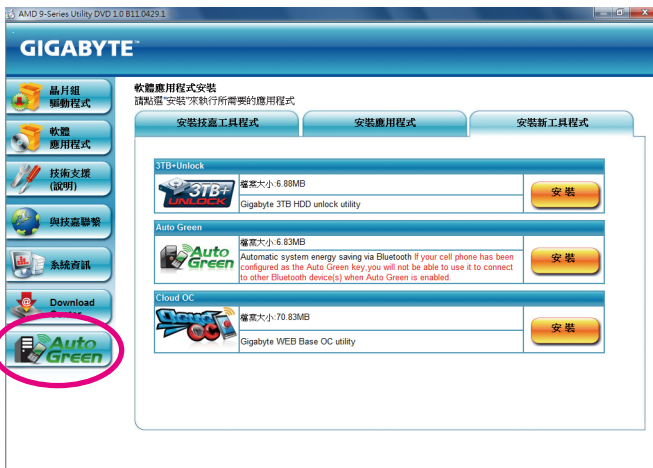 AMD 9-Series Utility DVD 1.0 B11.0429.1
GIGABYTE™
晶片組
驅動程式
軟體
應用程式
技術支援
(說明)
與技嘉聯繫
系統資訊
Download
Center
Auto
Green
軟體應用程式安裝
請點選"安裝"來執行所需要的應用程式
安裝技嘉工具程式
安裝應用程式
安裝新工具程式
3TB+Unlock
3TB+
UNLOCK
檔案大小:6.88MB
Gigabyte 3TB HDD unlock utility
安裝
Auto Green
Auto
Green
檔案大小:6.83MB
Automatic system energy saving via Bluetooth If your cell phone has been
configured as the Auto Green key,you will not be able to use it to connect
to other Bluetooth device(s) when Auto Green is enabled.
安裝
Cloud OC
Cloud
OC
檔案大小:70.83MB
Gigabyte WEB Base OC utility
安裝